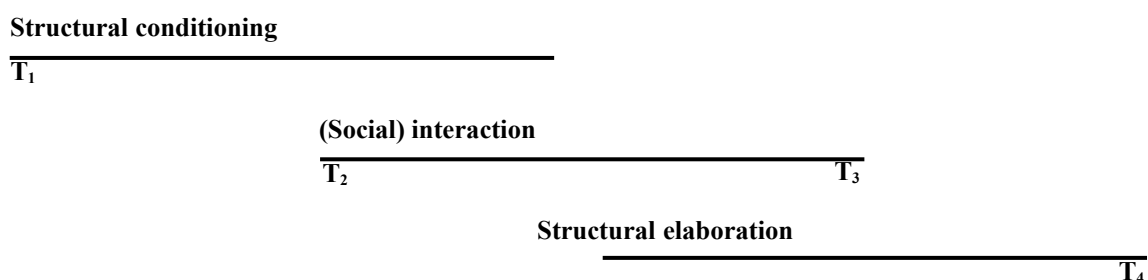 Structural conditioning
T₁
(Social) interaction
T₂ T₃
Structural elaboration
T₄